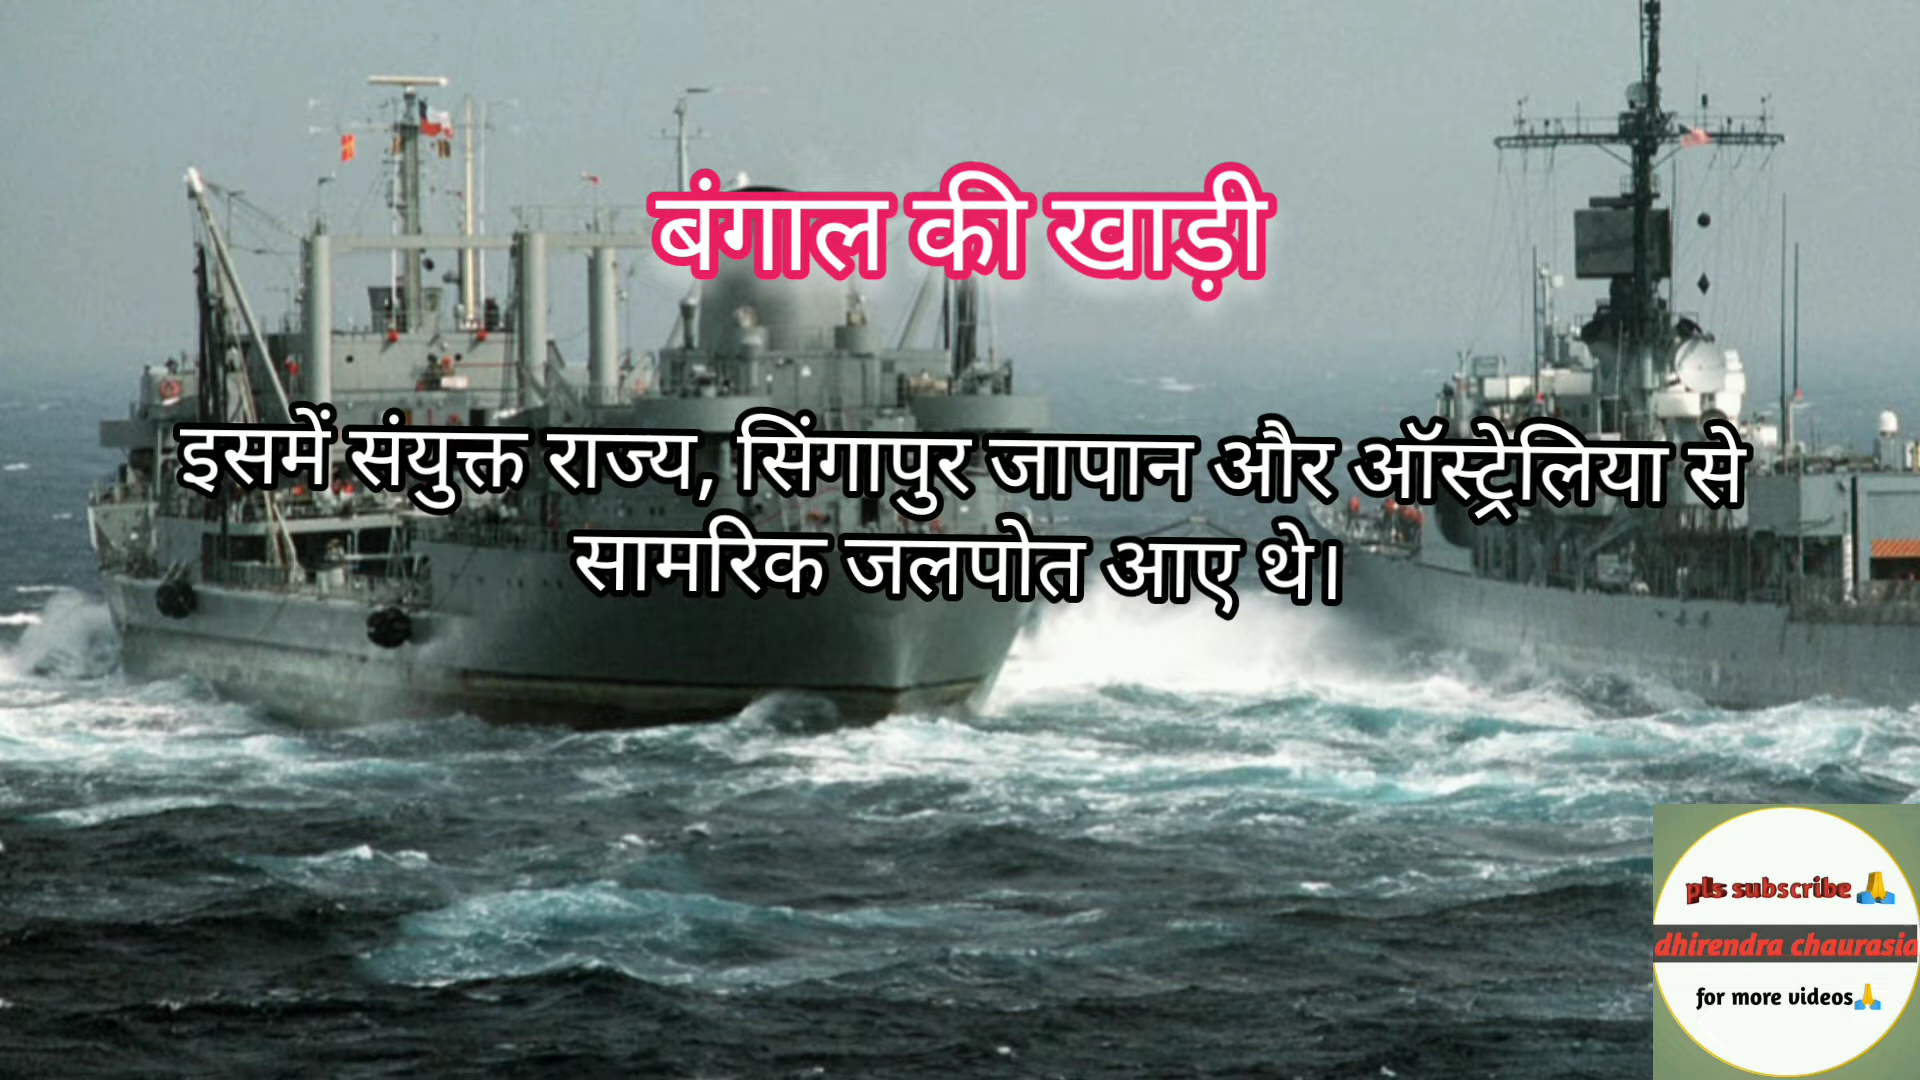 बंगाल की खाड़ी
इसमें संयुक्त राज्य, सिंगापुर जापान और ऑस्ट्रेलिया से
सामरिक जलपोत आए थे।
pls subscribe 🙏
dhirendra chaurasia
for more videos🙏